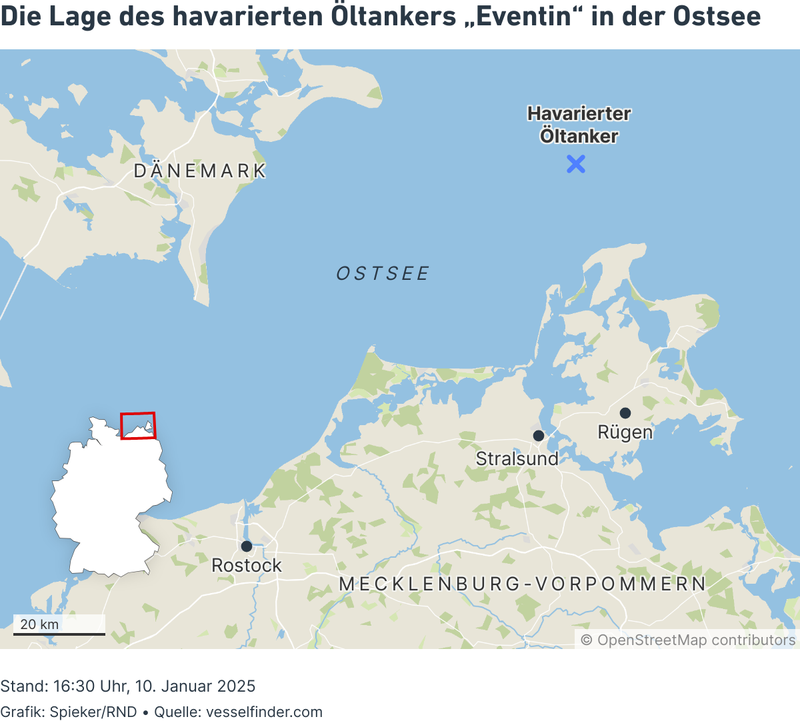 Die Lage des havarierten Öltankers „Eventin“ in der Ostsee
Havarierter
Öltanker
DÄNEMARK
OSTSEE
Rügen
Stralsund
Rostock
MECKLENBURG-VORPOMMERN
20 km
© OpenStreetMap contributors
Stand: 16:30 Uhr, 10. Januar 2025
Grafik: Spieker/RND • Quelle: vesselfinder.com